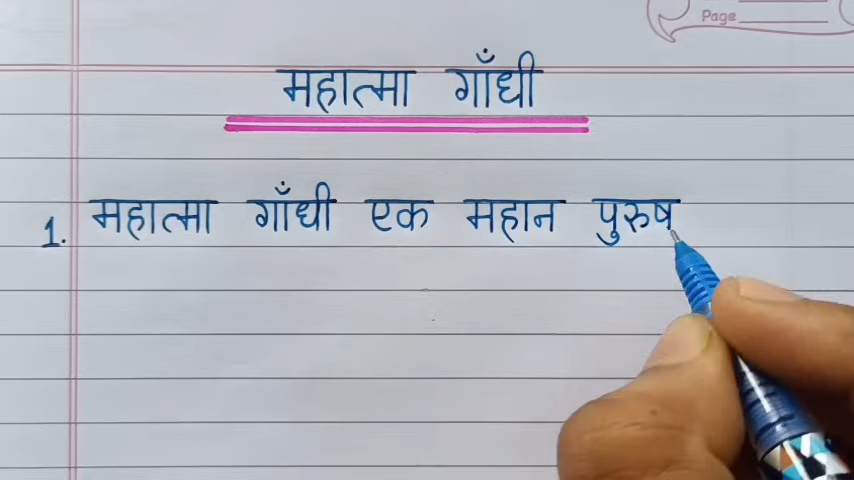 Page
महात्मा गाँधी
1. महात्मा गाँधी एक महान पुरुष